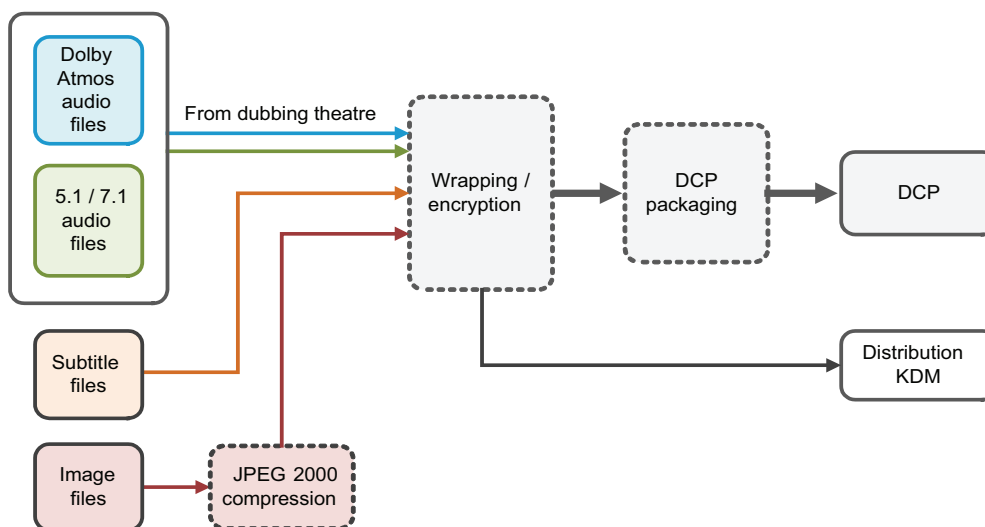 Dolby
Atmos
audio
files
From dubbing theatre
5.1 / 7.1
audio
files
Wrapping /
encryption
DCP
packaging
DCP
Subtitle
files
Distribution
KDM
Image
files
JPEG 2000
compression